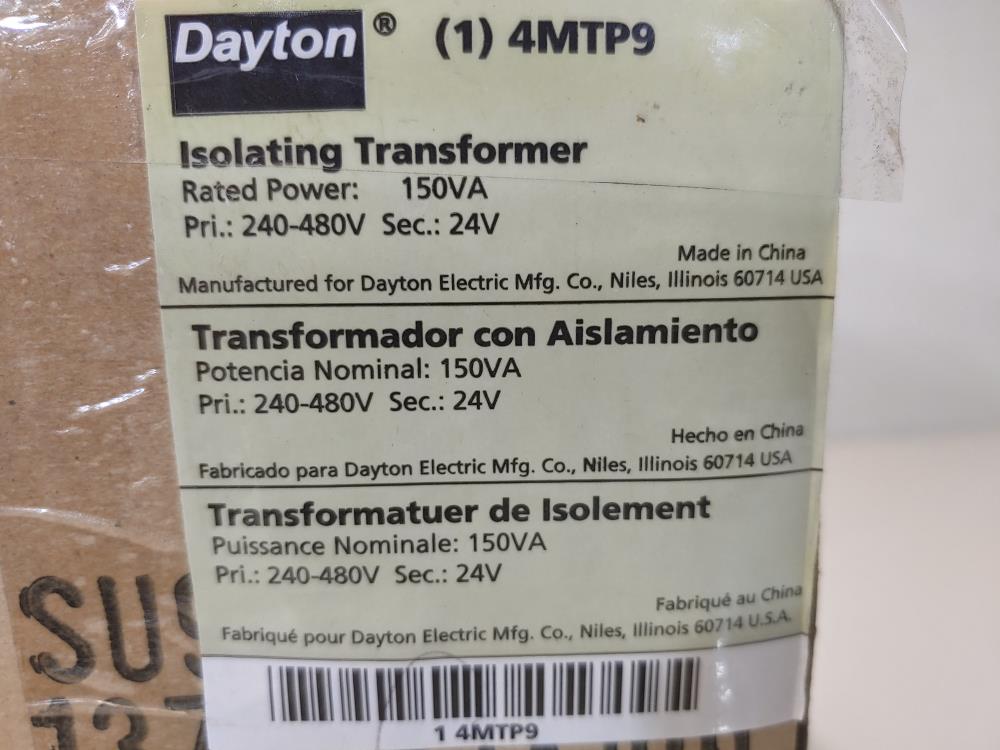 Dayton® (1) 4MTP9
Isolating Transformer
Rated Power: 150VA
Pri.: 240-480V Sec.: 24V
Made in China
Manufactured for Dayton Electric Mfg. Co., Niles, Illinois 60714 USA
Transformador con Aislamiento
Potencia Nominal: 150VA
Pri.: 240-480V Sec.: 24V
Hecho en China
Fabricado para Dayton Electric Mfg. Co., Niles, Illinois 60714 USA
Transformatuer de Isolement
Puissance Nominale: 150VA
Pri.: 240-480V Sec.: 24V
Fabriqué au China
Fabriqué pour Dayton Electric Mfg. Co., Niles, Illinois 60714 U.S.A.
1 4MTP9